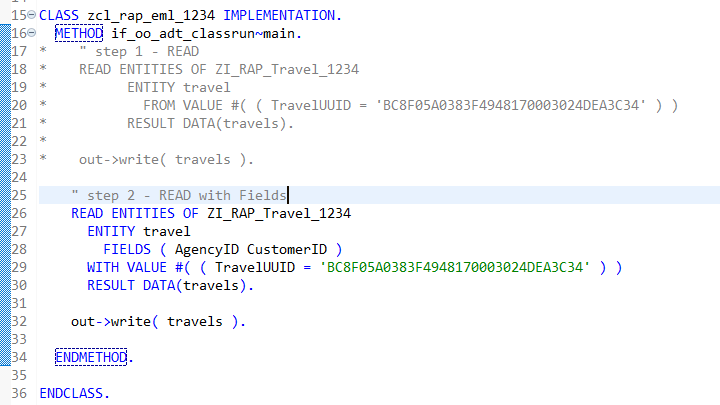 15 CLASS zcl_rap_eml_1234 IMPLEMENTATION.
16   METHOD if_oo_adt_classrun~main.
17 *    " step 1 - READ
18 *    READ ENTITIES OF ZI_RAP_Travel_1234
19 *          ENTITY travel
20 *            FROM VALUE #( ( TravelUUID = 'BC8F05A0383F4948170003024DEA3C34' ) )
21 *          RESULT DATA(travels).
22 *
23 *    out->write( travels ).
24
25     " step 2 - READ with Fields
26     READ ENTITIES OF ZI_RAP_Travel_1234
27       ENTITY travel
28         FIELDS ( AgencyID CustomerID )
29       WITH VALUE #( ( TravelUUID = 'BC8F05A0383F4948170003024DEA3C34' ) )
30       RESULT DATA(travels).
31
32     out->write( travels ).
33
34   ENDMETHOD.
35
36 ENDCLASS.